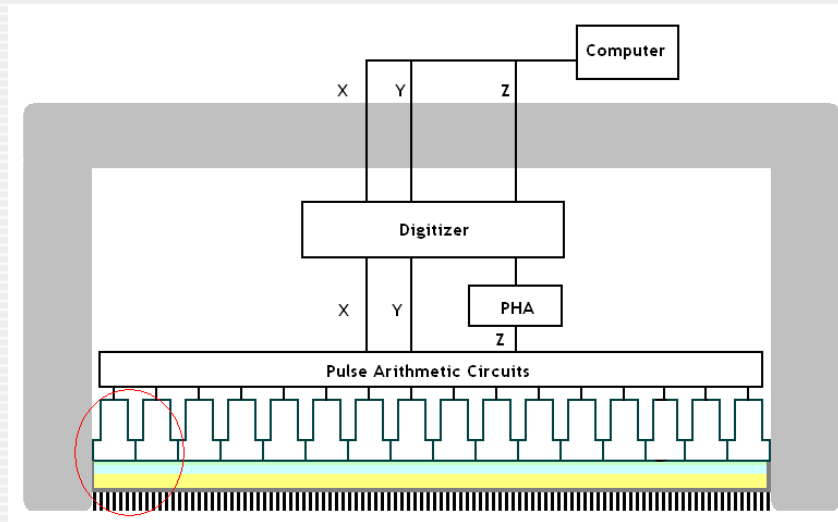 Computer
X Y Z
Digitizer
X Y PHA
Z
Pulse Arithmetic Circuits